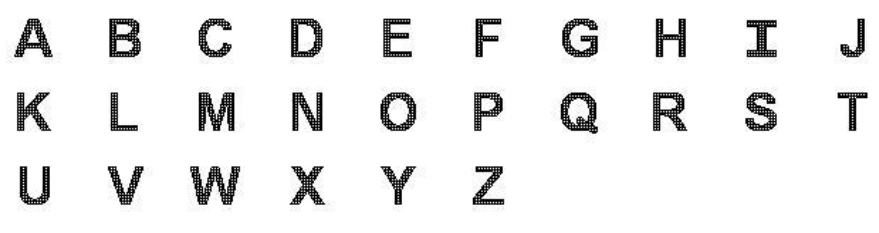 A B C D E F G H I J
K L M N O P Q R S T
U V W X Y Z